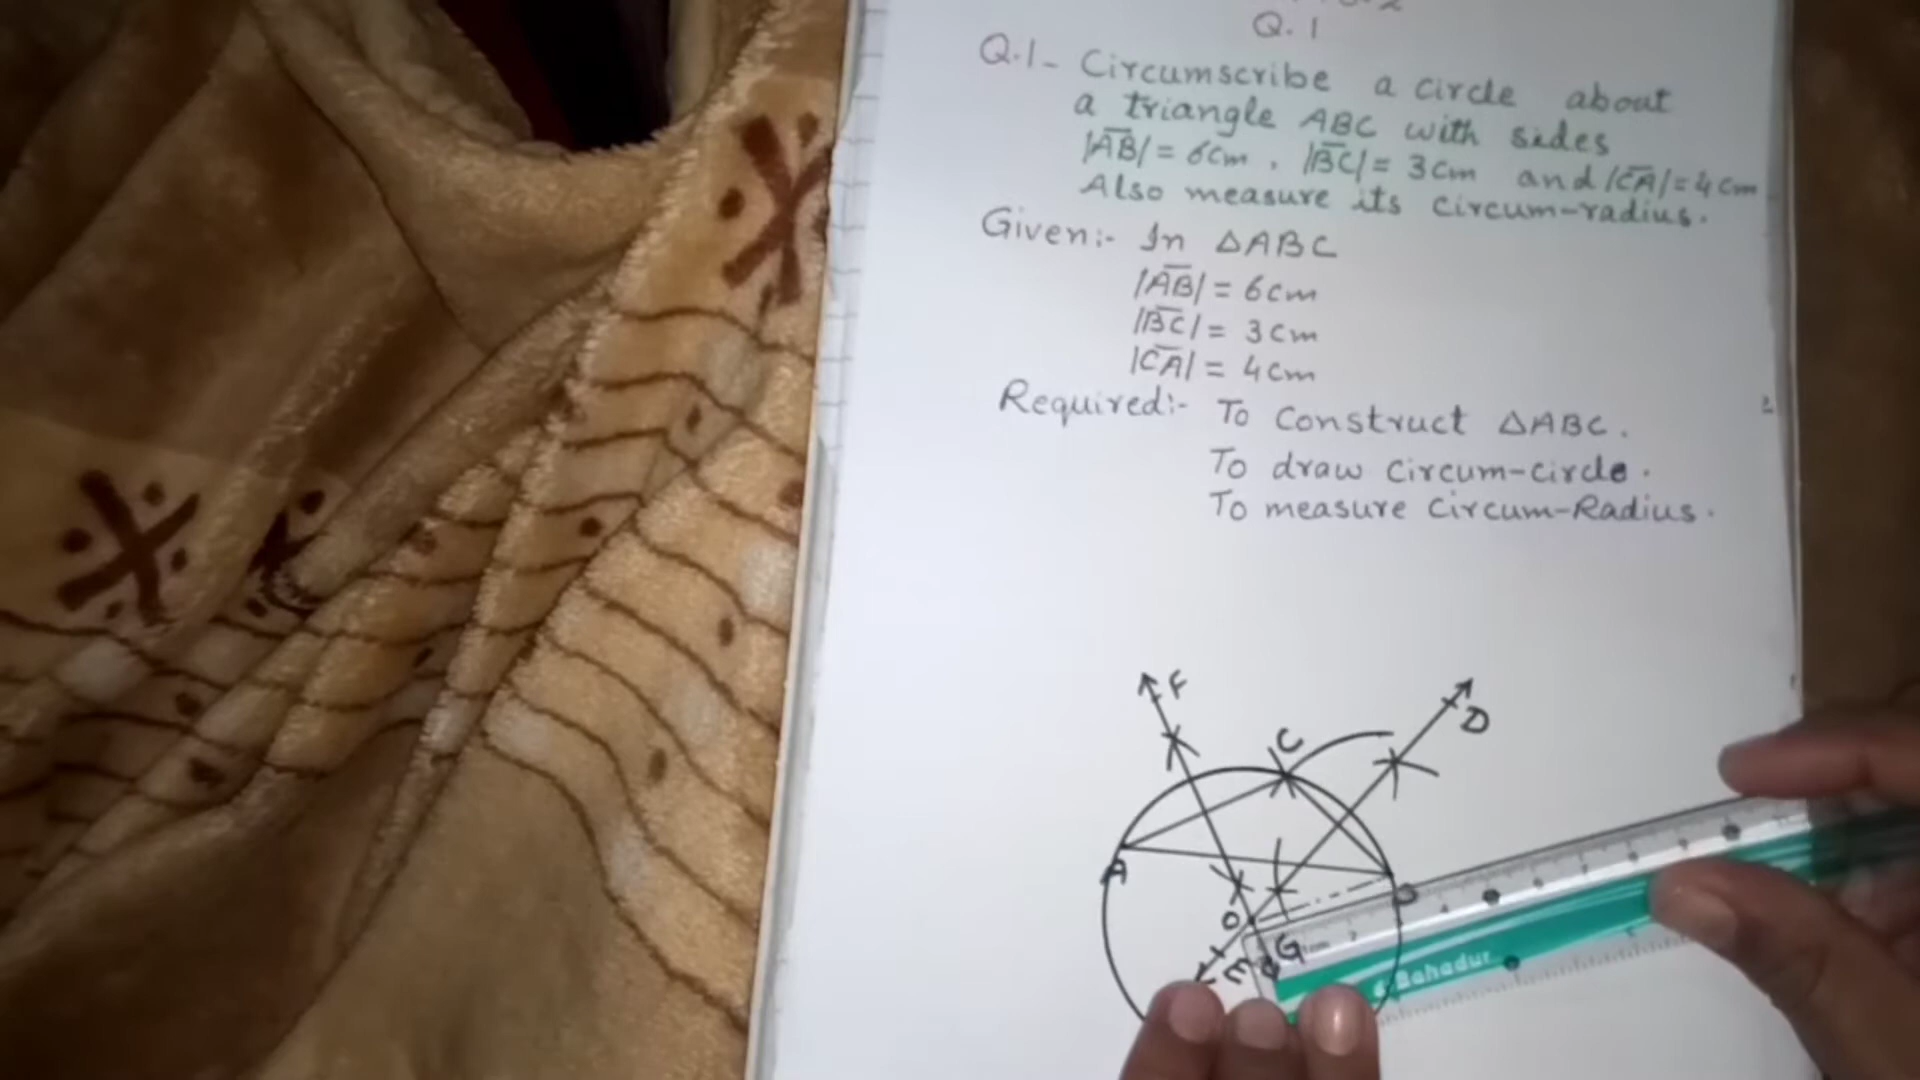 Q.1
Q.1- Circumscribe a circle about
a triangle ABC with sides
|AB| = 6cm , |BC| = 3cm and |CA| = 4cm
Also measure its circum-radius.
Given:- In △ABC
|AB| = 6cm
|BC| = 3cm
|CA| = 4cm
Required:- To Construct △ABC.
To draw Circum-circle.
To measure Circum-Radius.
F
D
C
A
O
G
E
Bahadur